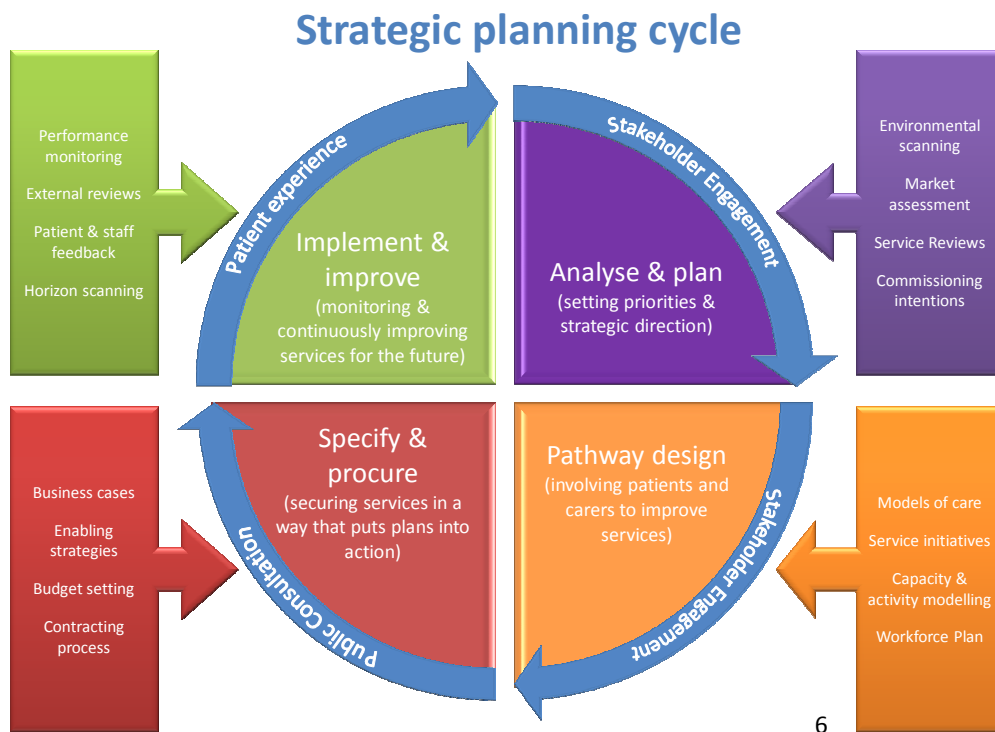 Strategic planning cycle
Performance
monitoring
External reviews
Patient & staff
feedback
Horizon scanning
Patient experience
Implement &
improve
(monitoring &
continuously improving
services for the future)
Stakeholder Engagement
Analyse & plan
(setting priorities &
strategic direction)
Environmental
scanning
Market
assessment
Service Reviews
Commissioning
intentions
Business cases
Enabling
strategies
Budget setting
Contracting
process
Public Consultation
Specify &
procure
(securing services in a
way that puts plans into
action)
Pathway design
(involving patients and
carers to improve
services)
Stakeholder Engagement
Models of care
Service initiatives
Capacity &
activity modelling
Workforce Plan
6